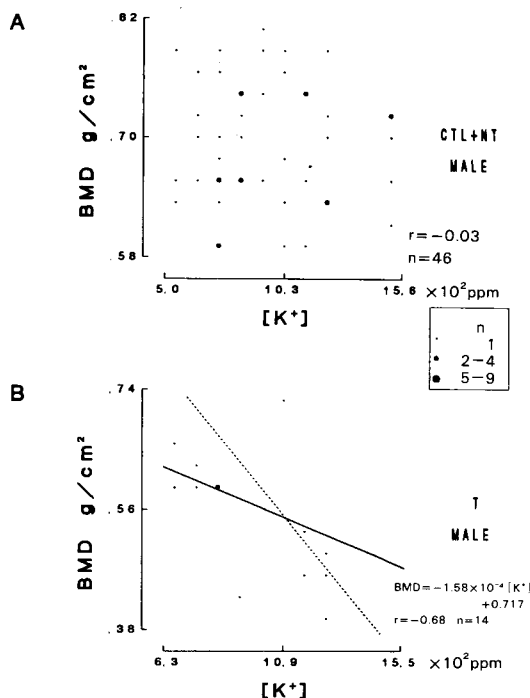 A
.82
.70
.58
BMD g/cm²
CTL+NT
MALE
r=−0.03
n=46
5.0 10.3 15.6 ×10²ppm
[K⁺]
n
1
2−4
5−9
B
.74
.56
.38
BMD g/cm²
T
MALE
BMD=−1.58×10⁻⁴[K⁺]
+0.717
r=−0.68 n=14
6.3 10.9 15.5 ×10²ppm
[K⁺]